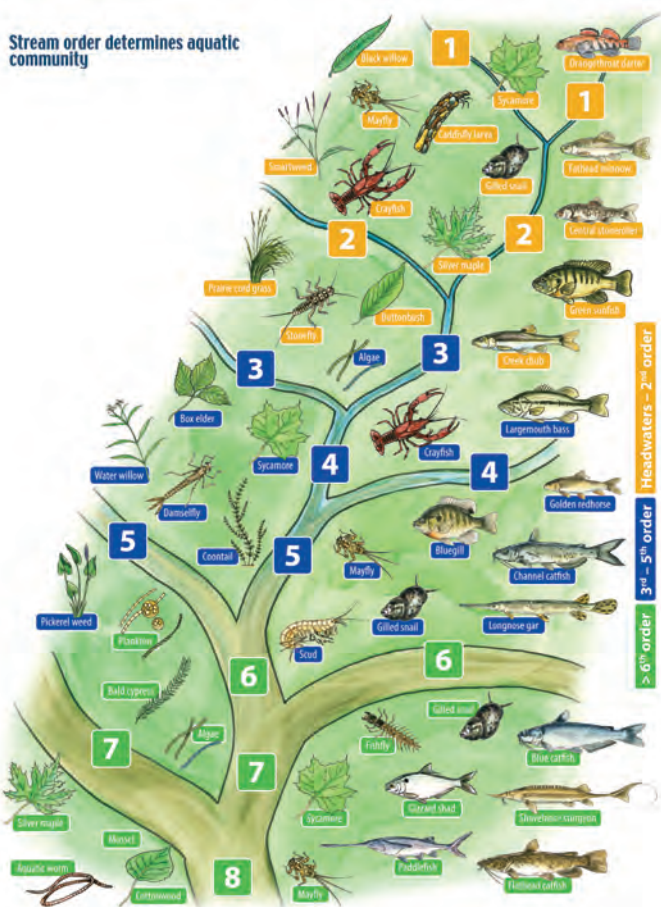 Stream order determines aquatic
community
Black willow
1
Sycamore
Orangethroat darter
1
Mayfly
Caddisfly larva
Smartweed
Gilled snail
Fathead minnow
Crayfish
2
Silver maple
2
Central stoneroller
Prairie cord grass
Stonefly
Buttonbush
Green sunfish
3
Algae
3
Creek chub
Box elder
Largemouth bass
Water willow
Sycamore
4
Crayfish
4
Damselfly
Golden redhorse
5
Coontail
5
Mayfly
Bluegill
Channel catfish
Pickerel weed
Plankton
Scud
Gilled snail
Longnose gar
Bald cypress
6
6
7
Algae
7
Fishfly
Gilled snail
Blue catfish
Silver maple
Sycamore
Gizzard shad
Shovelnose sturgeon
Mussel
Aquatic worm
Cottonwood
8
Mayfly
Paddlefish
Flathead catfish
Headwaters – 2nd order
3rd – 5th order
> 6th order